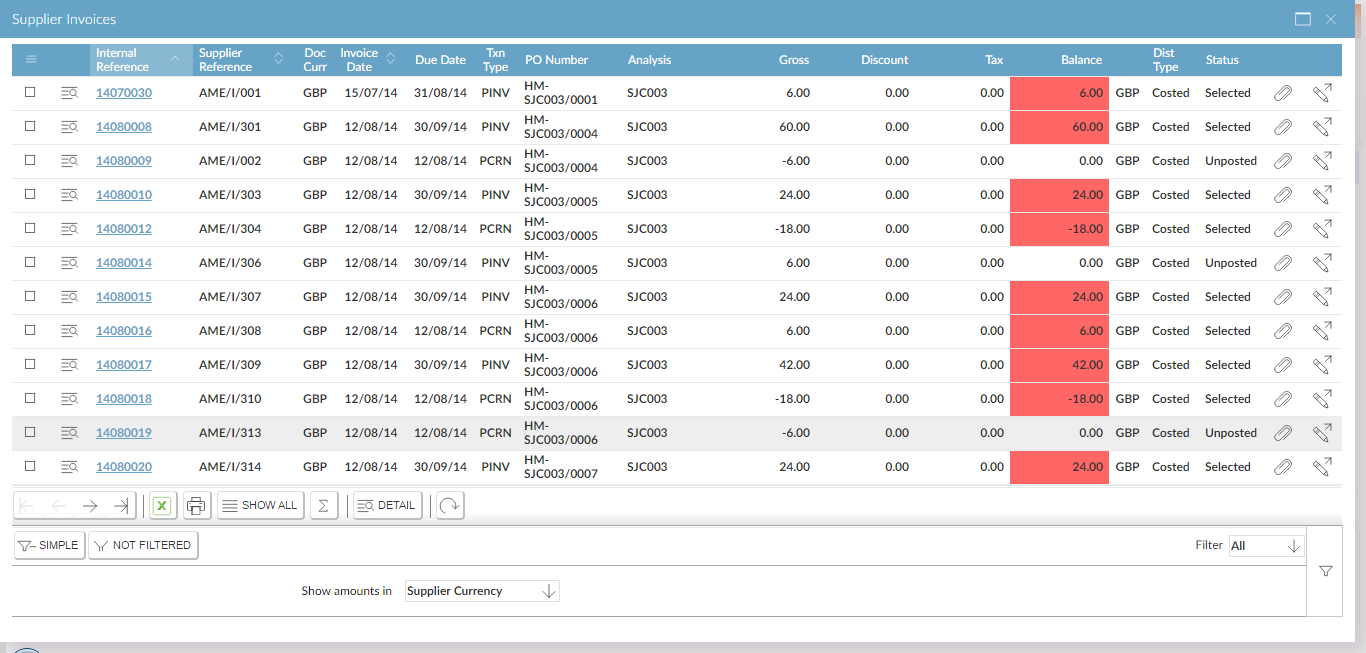 Supplier Invoices
Internal Reference Supplier Reference Doc Curr Invoice Date Due Date Txn Type PO Number Analysis Gross Discount Tax Balance Dist Type Status
14070030 AME/I/001 GBP 15/07/14 31/08/14 PINV HM-SJC003/0001 SJC003 6.00 0.00 0.00 6.00 GBP Costed Selected
14080008 AME/I/301 GBP 12/08/14 30/09/14 PINV HM-SJC003/0004 SJC003 60.00 0.00 0.00 60.00 GBP Costed Selected
14080009 AME/I/002 GBP 12/08/14 12/08/14 PCRN HM-SJC003/0004 SJC003 -6.00 0.00 0.00 0.00 GBP Costed Unposted
14080010 AME/I/303 GBP 12/08/14 30/09/14 PINV HM-SJC003/0005 SJC003 24.00 0.00 0.00 24.00 GBP Costed Selected
14080012 AME/I/304 GBP 12/08/14 12/08/14 PCRN HM-SJC003/0005 SJC003 -18.00 0.00 0.00 -18.00 GBP Costed Selected
14080014 AME/I/306 GBP 12/08/14 30/09/14 PINV HM-SJC003/0005 SJC003 6.00 0.00 0.00 0.00 GBP Costed Unposted
14080015 AME/I/307 GBP 12/08/14 30/09/14 PINV HM-SJC003/0006 SJC003 24.00 0.00 0.00 24.00 GBP Costed Selected
14080016 AME/I/308 GBP 12/08/14 12/08/14 PCRN HM-SJC003/0006 SJC003 6.00 0.00 0.00 6.00 GBP Costed Selected
14080017 AME/I/309 GBP 12/08/14 30/09/14 PINV HM-SJC003/0006 SJC003 42.00 0.00 0.00 42.00 GBP Costed Selected
14080018 AME/I/310 GBP 12/08/14 12/08/14 PCRN HM-SJC003/0006 SJC003 -18.00 0.00 0.00 -18.00 GBP Costed Selected
14080019 AME/I/313 GBP 12/08/14 12/08/14 PCRN HM-SJC003/0006 SJC003 -6.00 0.00 0.00 0.00 GBP Costed Unposted
14080020 AME/I/314 GBP 12/08/14 30/09/14 PINV HM-SJC003/0007 SJC003 24.00 0.00 0.00 24.00 GBP Costed Selected
SHOW ALL Σ DETAIL
SIMPLE NOT FILTERED Filter All
Show amounts in Supplier Currency